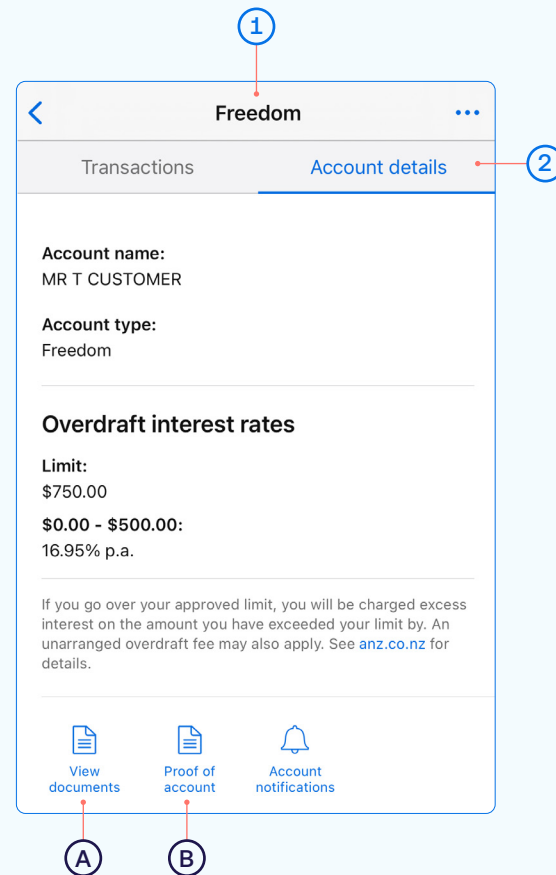 1
Freedom
Transactions
Account details
2
Account name:
MR T CUSTOMER
Account type:
Freedom
Overdraft interest rates
Limit:
$750.00
$0.00 - $500.00:
16.95% p.a.
If you go over your approved limit, you will be charged excess
interest on the amount you have exceeded your limit by. An
unarranged overdraft fee may also apply. See anz.co.nz for
details.
View
documents
Proof of
account
Account
notifications
A
B